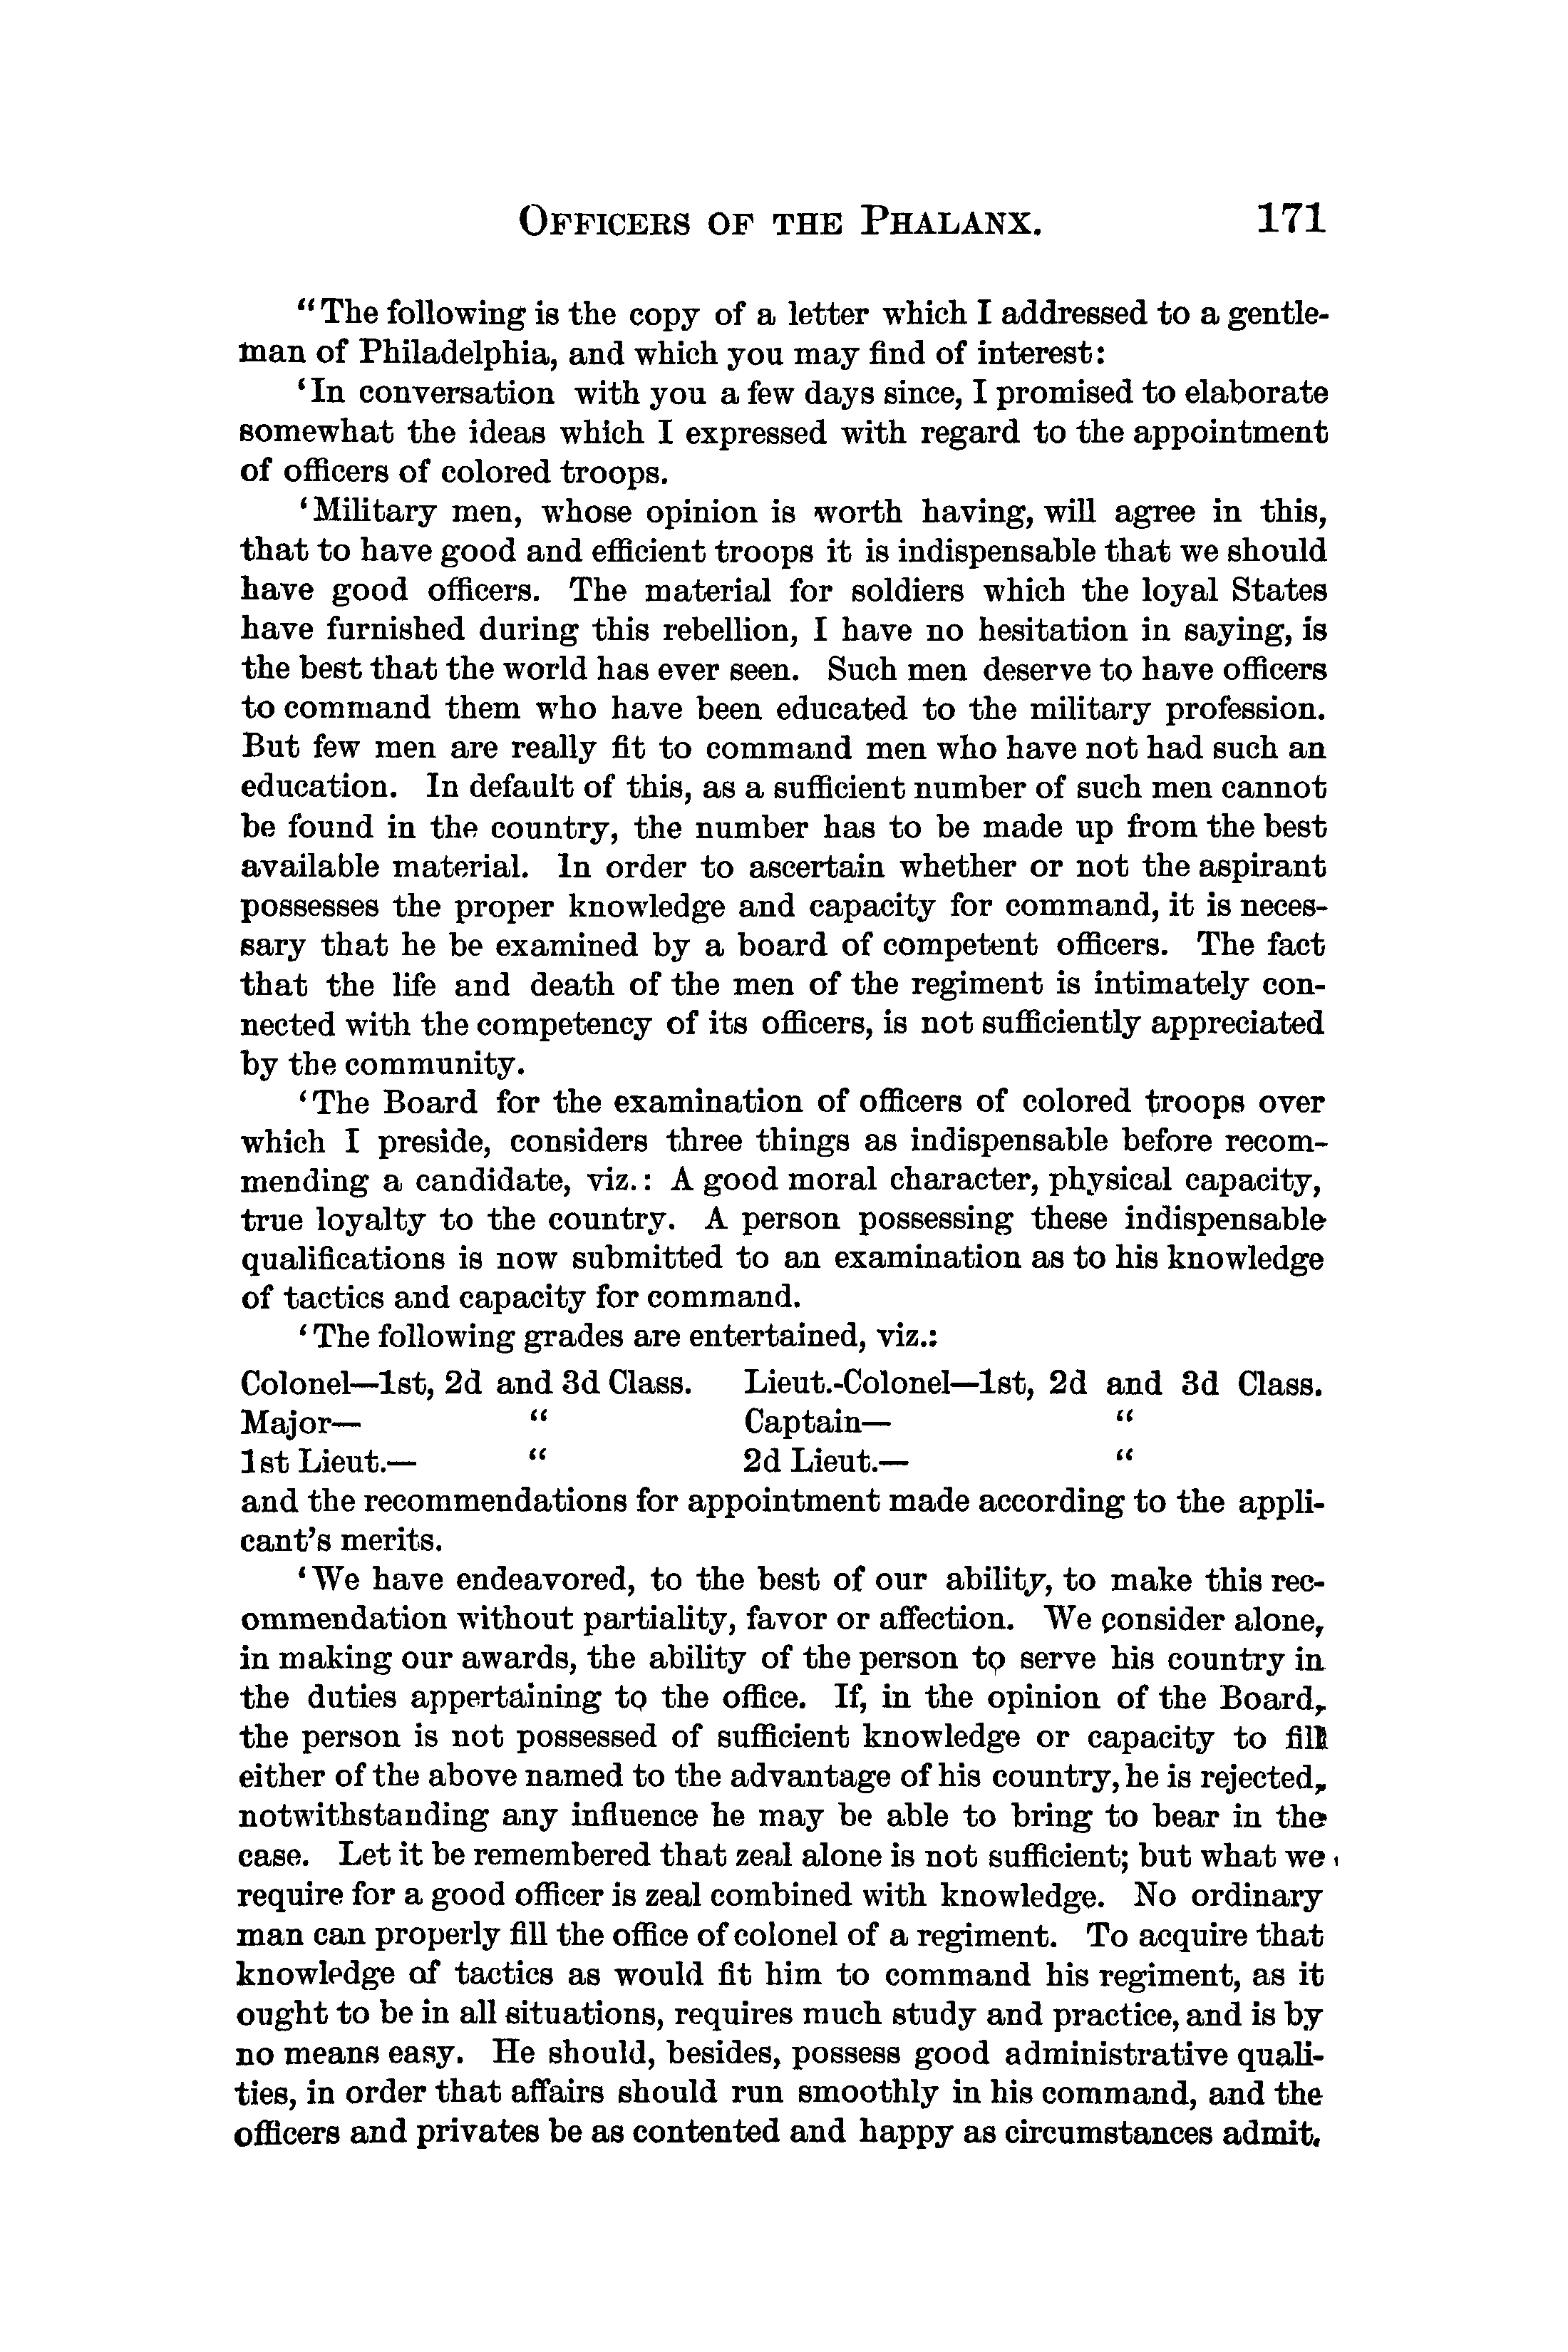 OFFICERS OF THE PHALANX. 171
“The following is the copy of a letter which I addressed to a gentle-
man of Philadelphia, and which you may find of interest:
‘In conversation with you a few days since, I promised to elaborate
somewhat the ideas which I expressed with regard to the appointment
of officers of colored troops.
‘Military men, whose opinion is worth having, will agree in this,
that to have good and efficient troops it is indispensable that we should
have good officers. The material for soldiers which the loyal States
have furnished during this rebellion, I have no hesitation in saying, is
the best that the world has ever seen. Such men deserve to have officers
to command them who have been educated to the military profession.
But few men are really fit to command men who have not had such an
education. In default of this, as a sufficient number of such men cannot
be found in the country, the number has to be made up from the best
available material. In order to ascertain whether or not the aspirant
possesses the proper knowledge and capacity for command, it is neces-
sary that he be examined by a board of competent officers. The fact
that the life and death of the men of the regiment is intimately con-
nected with the competency of its officers, is not sufficiently appreciated
by the community.
‘The Board for the examination of officers of colored troops over
which I preside, considers three things as indispensable before recom-
mending a candidate, viz.: A good moral character, physical capacity,
true loyalty to the country. A person possessing these indispensable
qualifications is now submitted to an examination as to his knowledge
of tactics and capacity for command.
‘The following grades are entertained, viz.:
Colonel—1st, 2d and 3d Class. Lieut.-Colonel—1st, 2d and 3d Class.
Major— “ Captain— “
1st Lieut.— “ 2d Lieut.— “
and the recommendations for appointment made according to the appli-
cant’s merits.
‘We have endeavored, to the best of our ability, to make this rec-
ommendation without partiality, favor or affection. We consider alone,
in making our awards, the ability of the person to serve his country in
the duties appertaining to the office. If, in the opinion of the Board,
the person is not possessed of sufficient knowledge or capacity to fill
either of the above named to the advantage of his country, he is rejected,
notwithstanding any influence he may be able to bring to bear in the
case. Let it be remembered that zeal alone is not sufficient; but what we
require for a good officer is zeal combined with knowledge. No ordinary
man can properly fill the office of colonel of a regiment. To acquire that
knowledge of tactics as would fit him to command his regiment, as it
ought to be in all situations, requires much study and practice, and is by
no means easy. He should, besides, possess good administrative quali-
ties, in order that affairs should run smoothly in his command, and the
officers and privates be as contented and happy as circumstances admit.